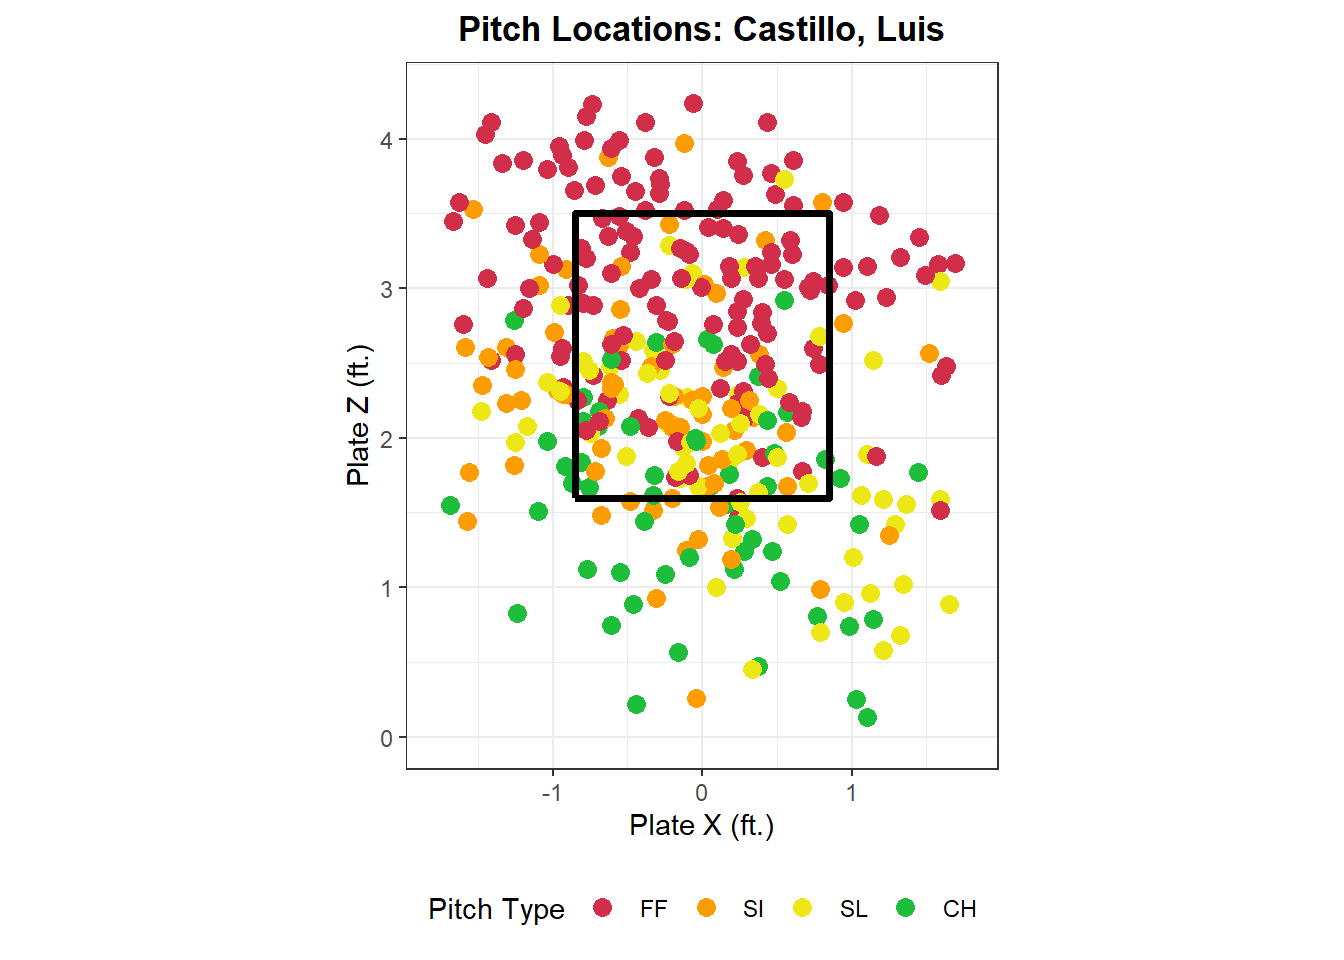 Pitch Locations: Castillo, Luis
Plate Z (ft.)
4
3
2
1
0
-1 0 1
Plate X (ft.)
Pitch Type FF SI SL CH